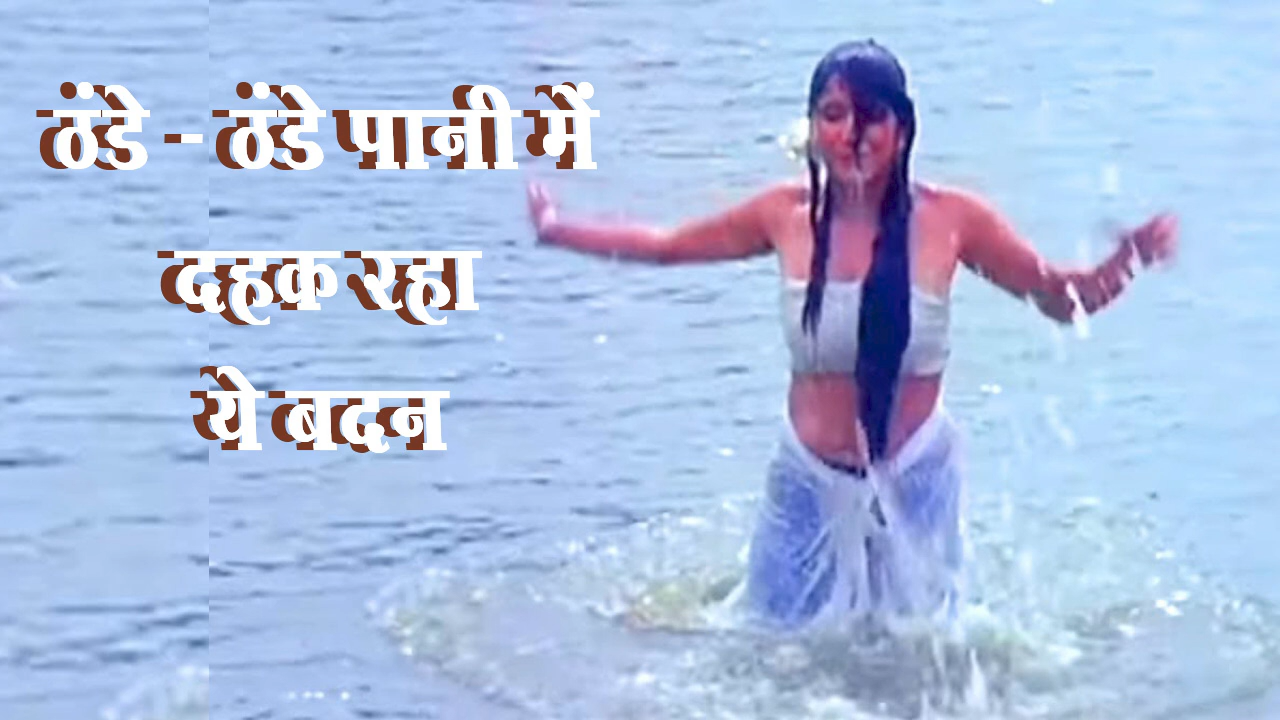 ठंडे - ठंडे पानी में
दहक रहा
ये बदन